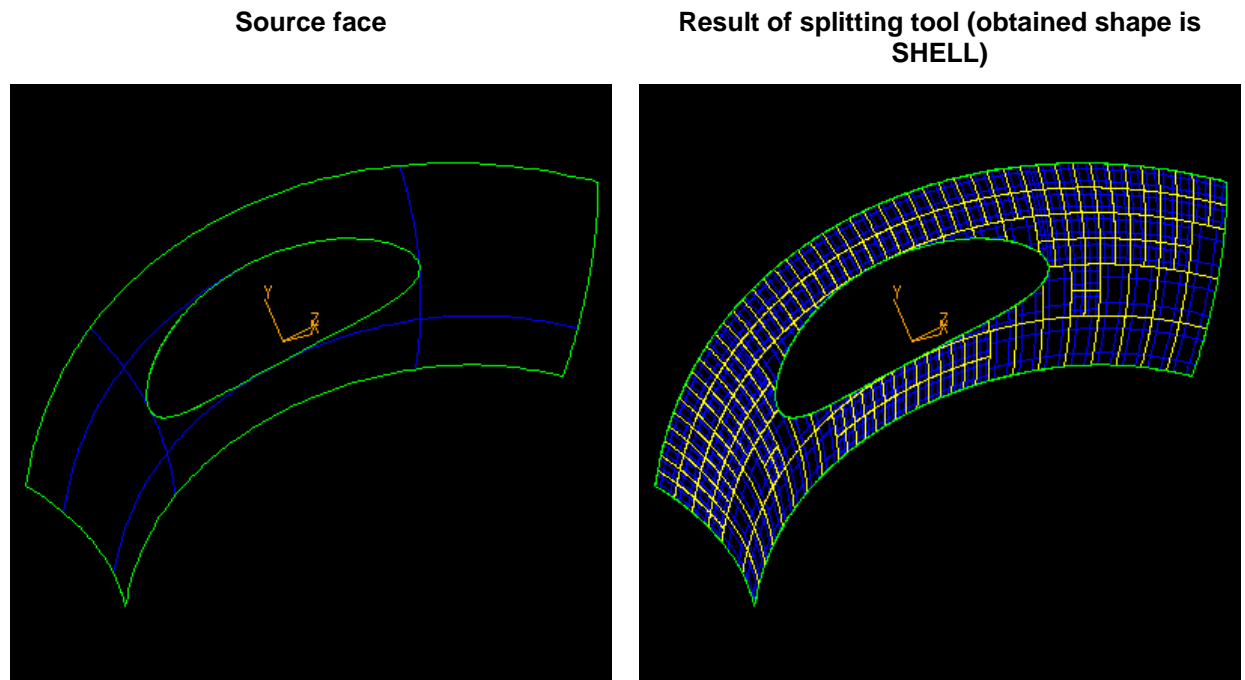 Source face
Result of splitting tool (obtained shape is
SHELL)
Y
Z
Y
Z